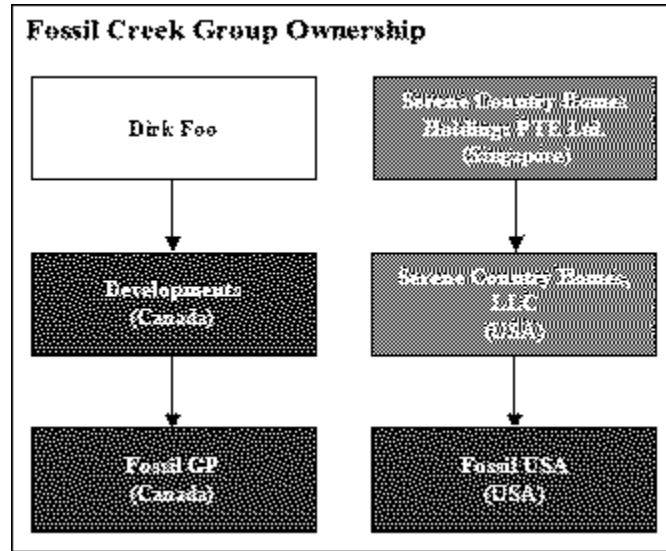 Fossil Creek Group Ownership
Dirk Foo
Serene Country Homes
Holdings PTE Ltd.
(Singapore)
Developments
(Canada)
Serene Country Homes,
LLC
(USA)
Fossil GP
(Canada)
Fossil USA
(USA)